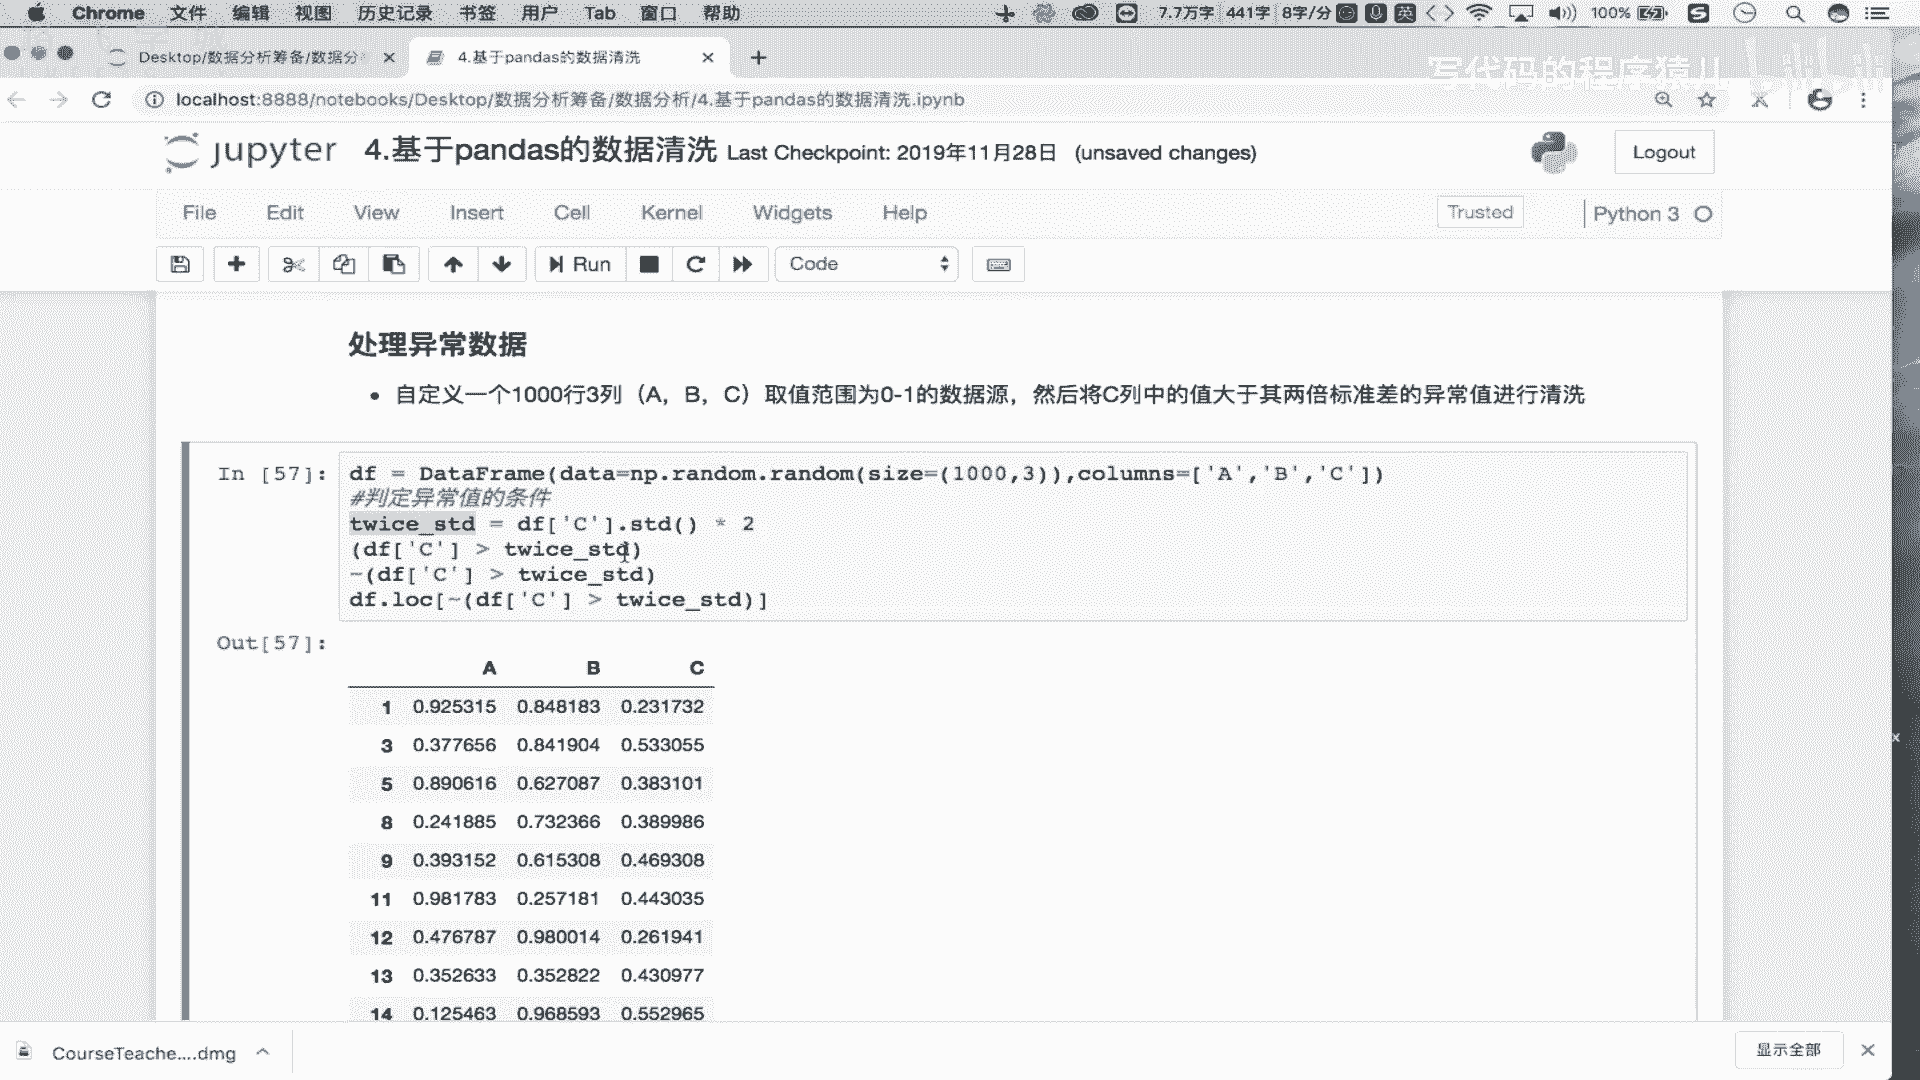 Chrome 文件 编辑 视图 历史记录 书签 用户 Tab 窗口 帮助 7.7万字 441字 8字/分 英 100%
Desktop/数据分析筹备/数据分 4.基于pandas的数据清洗
写代码的程序猿JL bilibili
localhost:8888/notebooks/Desktop/数据分析筹备/数据分析/4.基于pandas的数据清洗.ipynb
jupyter 4.基于pandas的数据清洗 Last Checkpoint: 2019年11月28日 (unsaved changes) Logout
File Edit View Insert Cell Kernel Widgets Help Trusted Python 3
Run Code
处理异常数据
• 自定义一个1000行3列（A，B，C）取值范围为0-1的数据源，然后将C列中的值大于其两倍标准差的异常值进行清洗
In [57]: df = DataFrame(data=np.random.random(size=(1000,3)),columns=['A','B','C'])
#判定异常值的条件
twice_std = df['C'].std() * 2
(df['C'] > twice_std)
~(df['C'] > twice_std)
df.loc[~(df['C'] > twice_std)]
Out[57]:
A B C
1 0.925315 0.848183 0.231732
3 0.377656 0.841904 0.533055
5 0.890616 0.627087 0.383101
8 0.241885 0.732366 0.389986
9 0.393152 0.615308 0.469308
11 0.981783 0.257181 0.443035
12 0.476787 0.980014 0.261941
13 0.352633 0.352822 0.430977
14 0.125463 0.968593 0.552965
CourseTeache....dmg 显示全部